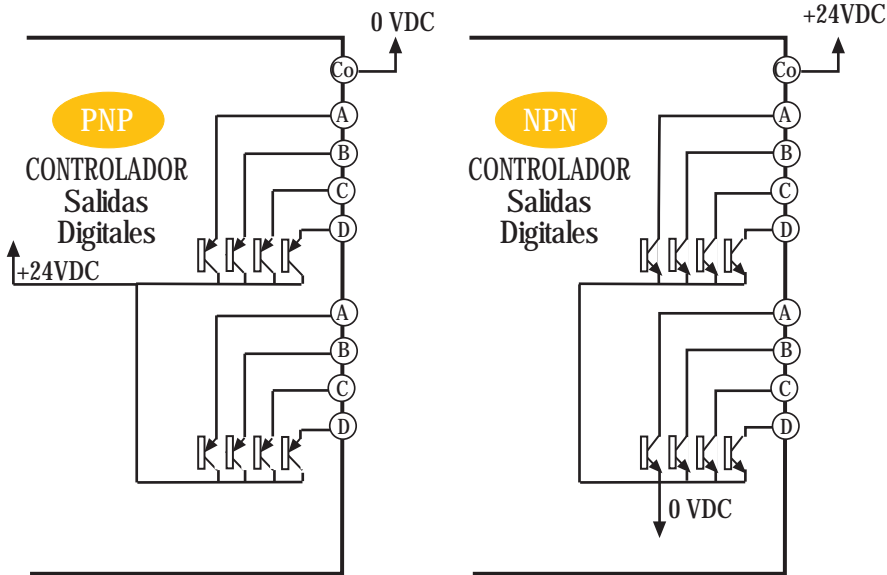 0 VDC
Co
A
PNP
B
CONTROLADOR
C
Salidas
D
Digitales
+24VDC
A
B
C
D
+24VDC
Co
A
NPN
B
CONTROLADOR
C
Salidas
D
Digitales
A
B
C
D
0 VDC